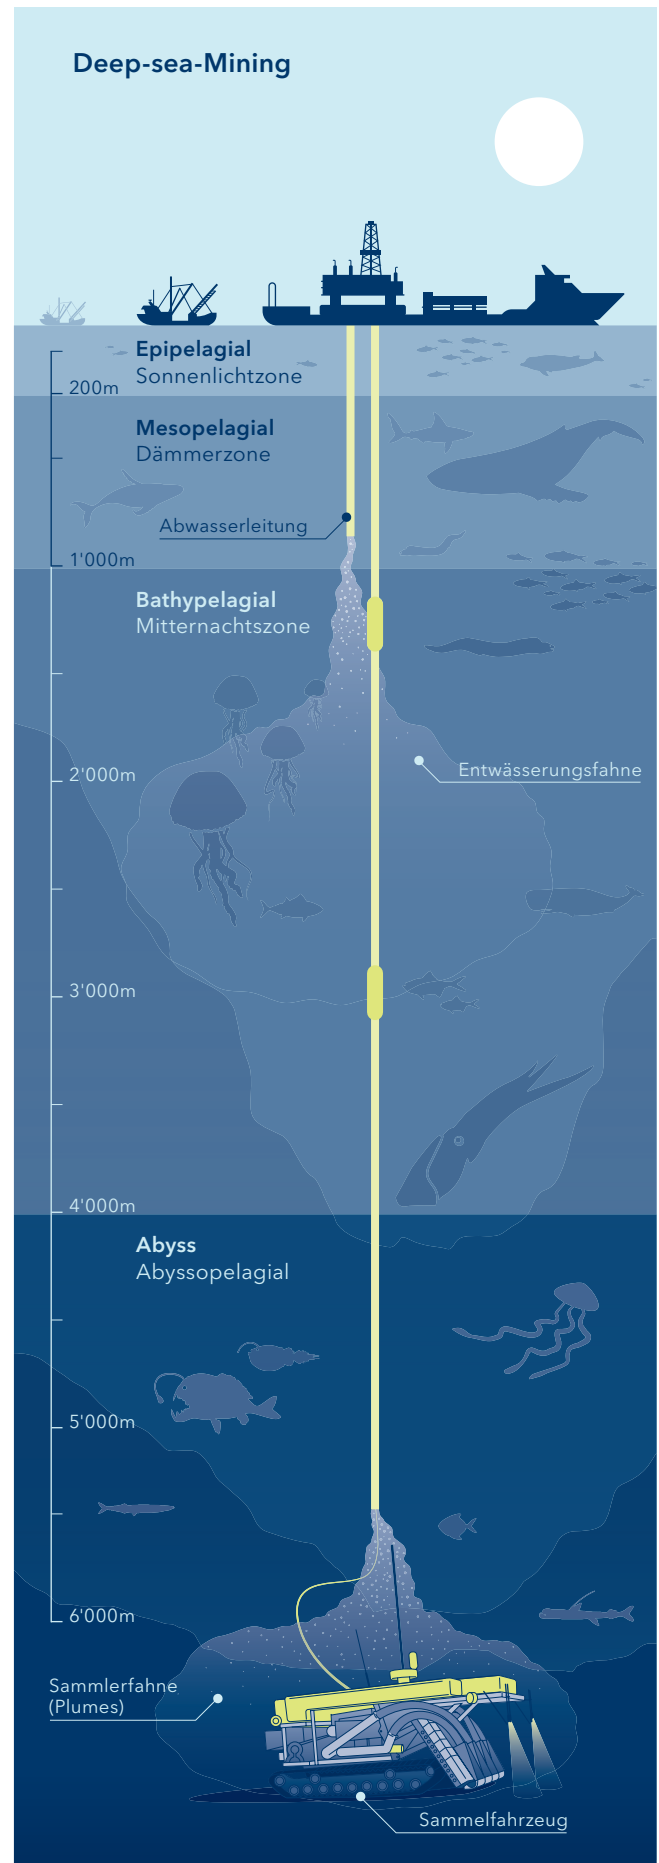 Deep-sea-Mining
Epipelagial
Sonnenlichtzone
200m
Mesopelagial
Dämmerzone
Abwasserleitung
1'000m
Bathypelagial
Mitternachtszone
Entwässerungsfahne
2'000m
3'000m
4'000m
Abyss
Abyssopelagial
5'000m
6'000m
Sammlerfahne
(Plumes)
Sammelfahrzeug